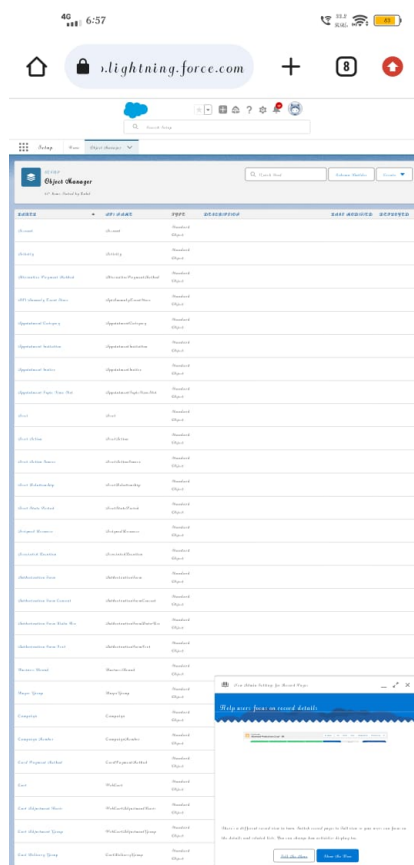 4G 6:57 85
›.lightning.force.com 8
Search Setup
Setup Home Object Manager
SETUP
Object Manager
Quick Find Schema Builder Create
LABEL API NAME TYPE DESCRIPTION LAST MODIFIED DEPLOYED
Account Account Standard Object
Activity Activity Standard Object
Alternative Payment Method AlternativePaymentMethod Standard Object
API Anomaly Event Store ApiAnomalyEventStore Standard Object
Appointment Category AppointmentCategory Standard Object
Appointment Invitation AppointmentInvitation Standard Object
Appointment Invitee AppointmentInvitee Standard Object
Appointment Topic Time Slot AppointmentTopicTimeSlot Standard Object
Asset Asset Standard Object
Asset Action AssetAction Standard Object
Asset Action Source AssetActionSource Standard Object
Asset Relationship AssetRelationship Standard Object
Asset State Period AssetStatePeriod Standard Object
Assigned Resource AssignedResource Standard Object
Associated Location AssociatedLocation Standard Object
Authorization Form AuthorizationForm Standard Object
Authorization Form Consent AuthorizationFormConsent Standard Object
Authorization Form Data Use AuthorizationFormDataUse Standard Object
Authorization Form Text AuthorizationFormText Standard Object
Business Brand BusinessBrand Standard Object
Buyer Group BuyerGroup Standard Object
Campaign Campaign Standard Object
Campaign Member CampaignMember Standard Object
Card Payment Method CardPaymentMethod Standard Object
Cart WebCart Standard Object
Cart Adjustment Basis WebCartAdjustmentBasis Standard Object
Cart Adjustment Group WebCartAdjustmentGroup Standard Object
Cart Delivery Group CartDeliveryGroup Standard Object
View Admin Settings for Record Pages
Help users focus on record details